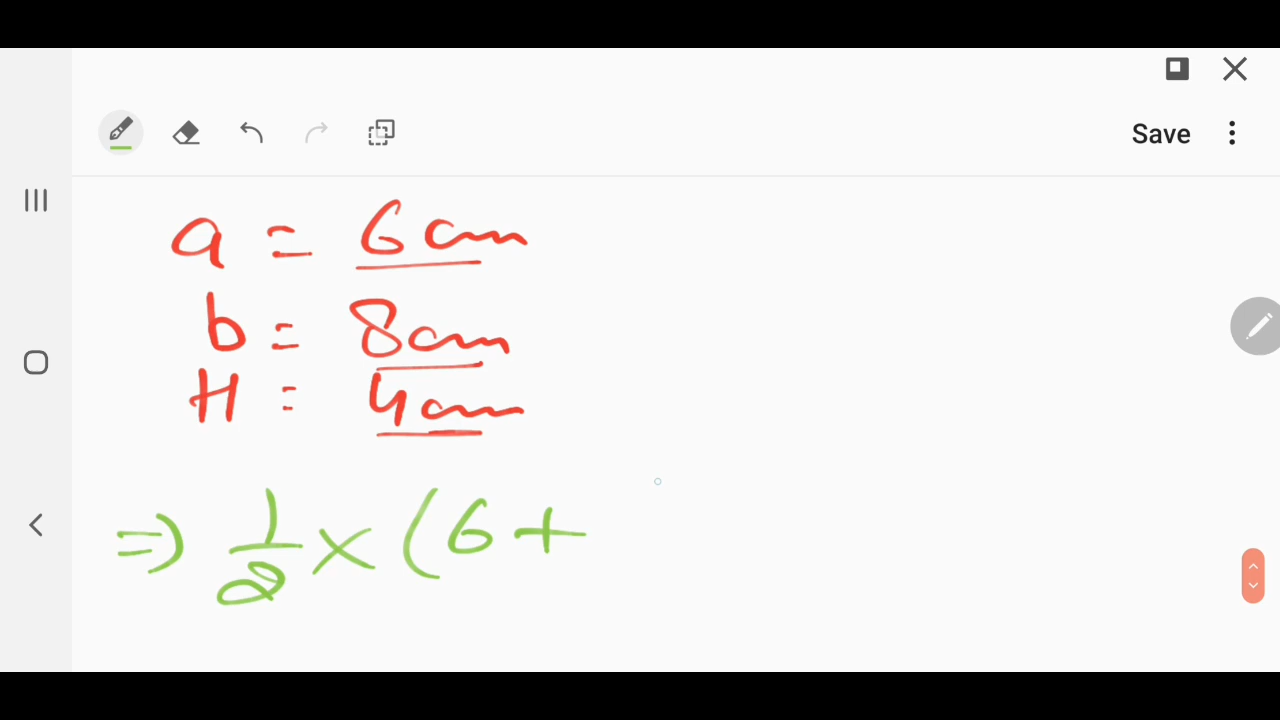 Save
a = 6cm
b = 8cm
H = 4cm
⇒ 1/2 × (6 +